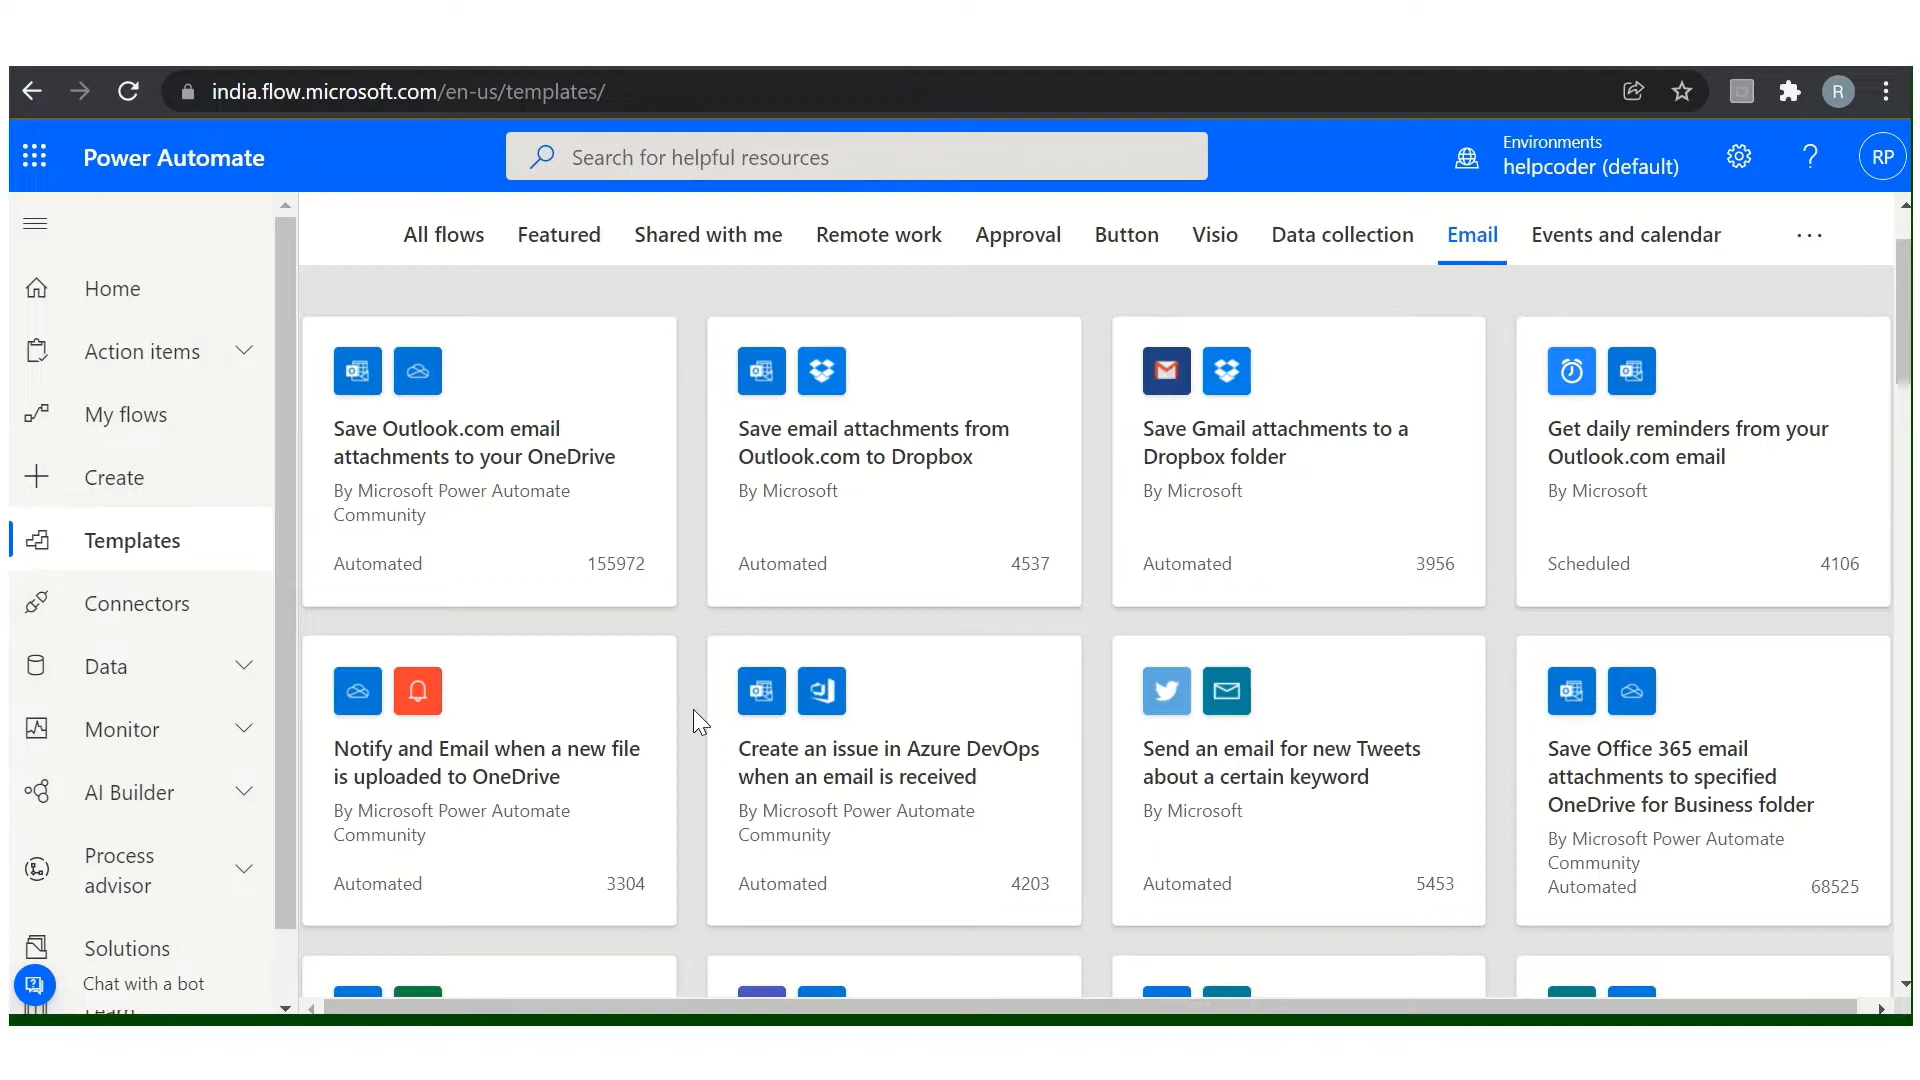 india.flow.microsoft.com/en-us/templates/
R
Power Automate
Search for helpful resources
Environments
helpcoder (default)
?
RP
Home
Action items
My flows
Create
Templates
Connectors
Data
Monitor
AI Builder
Process
advisor
Solutions
Chat with a bot
All flows
Featured
Shared with me
Remote work
Approval
Button
Visio
Data collection
Email
Events and calendar
...
Save Outlook.com email
attachments to your OneDrive
By Microsoft Power Automate
Community
Automated
155972
Save email attachments from
Outlook.com to Dropbox
By Microsoft
Automated
4537
Save Gmail attachments to a
Dropbox folder
By Microsoft
Automated
3956
Get daily reminders from your
Outlook.com email
By Microsoft
Scheduled
4106
Notify and Email when a new file
is uploaded to OneDrive
By Microsoft Power Automate
Community
Automated
3304
Create an issue in Azure DevOps
when an email is received
By Microsoft Power Automate
Community
Automated
4203
Send an email for new Tweets
about a certain keyword
By Microsoft
Automated
5453
Save Office 365 email
attachments to specified
OneDrive for Business folder
By Microsoft Power Automate
Community
Automated
68525